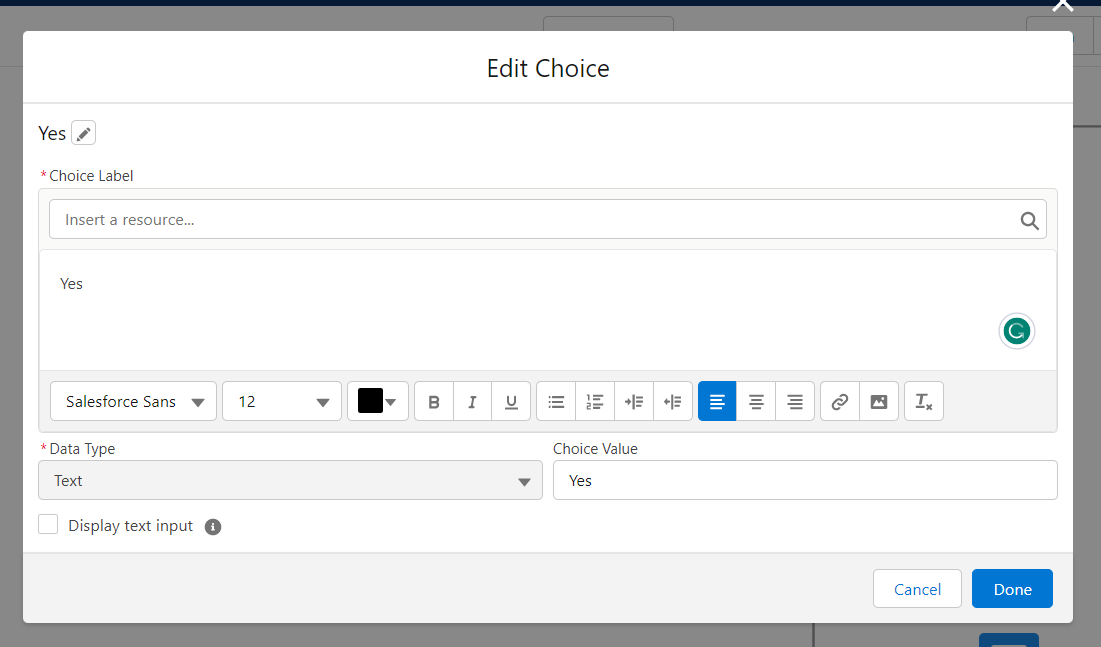 Edit Choice
Yes
*Choice Label
Insert a resource...
Yes
Salesforce Sans 12 B I U
*Data Type Choice Value
Text Yes
Display text input
Cancel Done